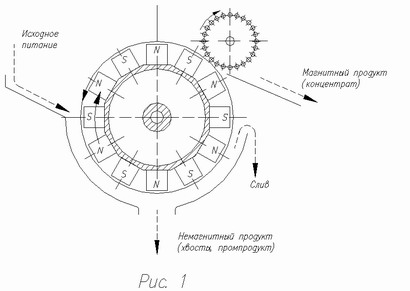 Исходное
питание
N
S
S
N
N
S
S
S
N
N
S
S
N
Магнитный продукт
(концентрат)
Слив
Немагнитный продукт
(хвосты, промпродукт)
Рис. 1